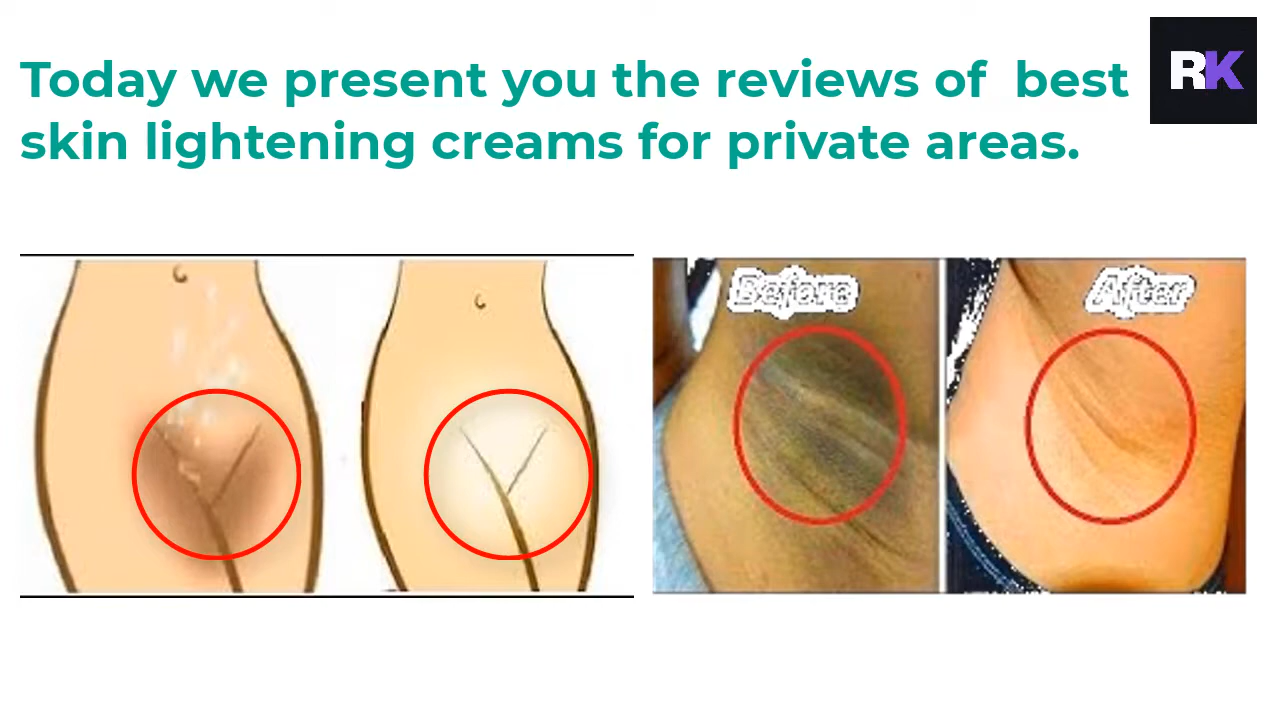 Today we present you the reviews of  best
skin lightening creams for private areas.
RK
Before
After